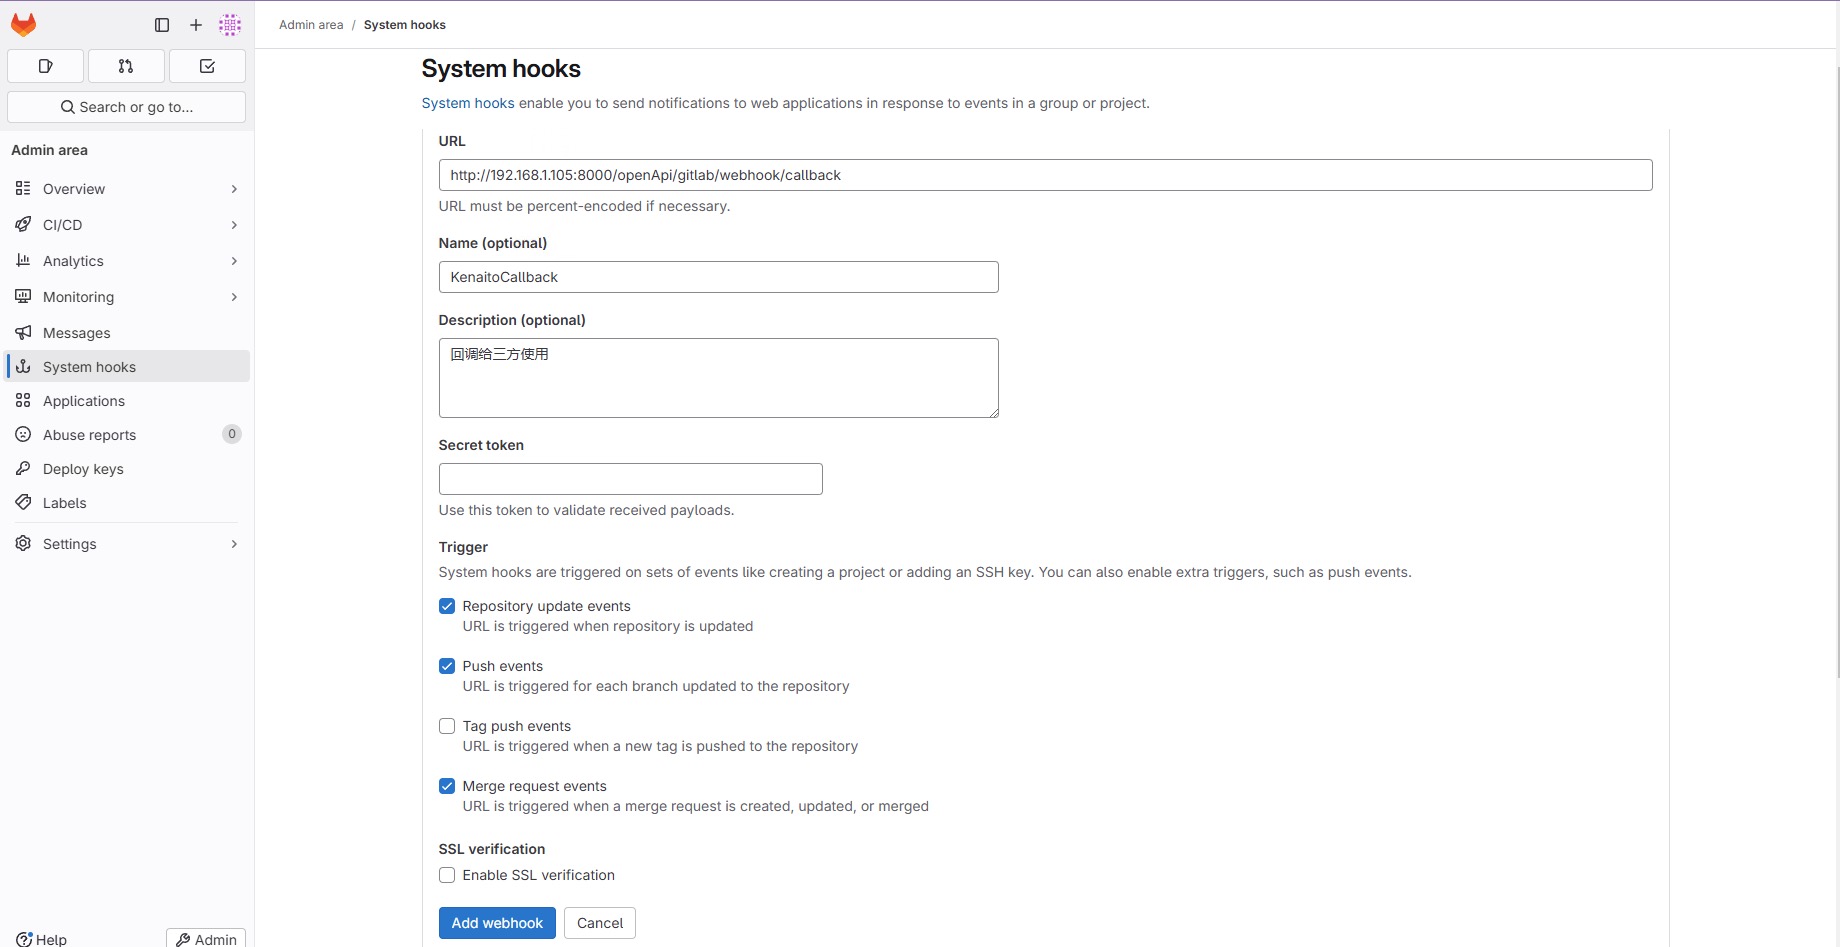 Admin area / System hooks
Search or go to...
Admin area
Overview
CI/CD
Analytics
Monitoring
Messages
System hooks
Applications
Abuse reports 0
Deploy keys
Labels
Settings
Help
Admin
System hooks
System hooks enable you to send notifications to web applications in response to events in a group or project.
URL
http://192.168.1.105:8000/openApi/gitlab/webhook/callback
URL must be percent-encoded if necessary.
Name (optional)
KenaitoCallback
Description (optional)
回调给三方使用
Secret token
Use this token to validate received payloads.
Trigger
System hooks are triggered on sets of events like creating a project or adding an SSH key. You can also enable extra triggers, such as push events.
Repository update events
URL is triggered when repository is updated
Push events
URL is triggered for each branch updated to the repository
Tag push events
URL is triggered when a new tag is pushed to the repository
Merge request events
URL is triggered when a merge request is created, updated, or merged
SSL verification
Enable SSL verification
Add webhook
Cancel